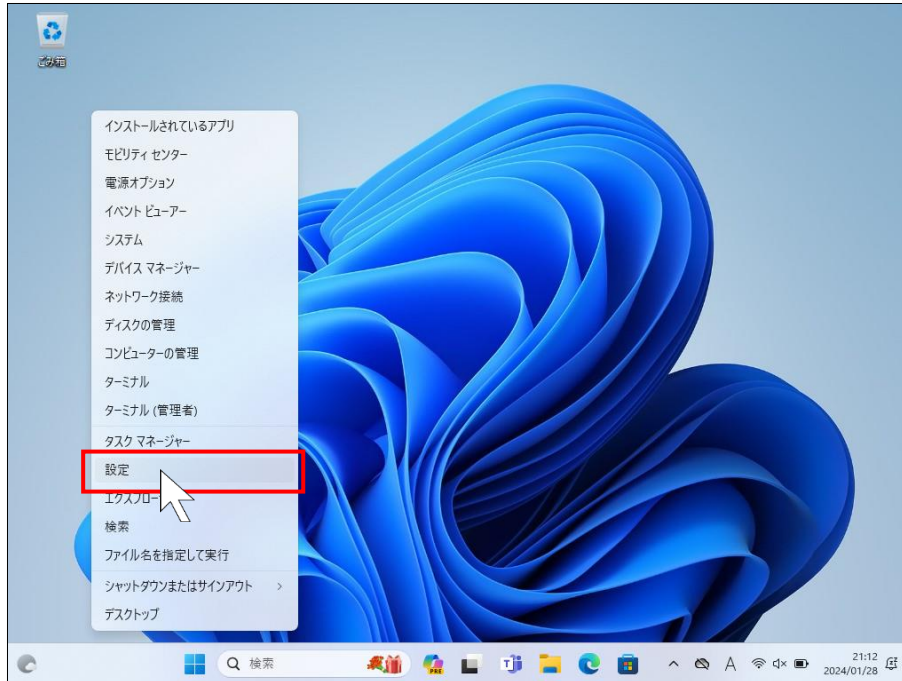 ごみ箱
インストールされているアプリ
モビリティ センター
電源オプション
イベント ビューアー
システム
デバイス マネージャー
ネットワーク接続
ディスクの管理
コンピューターの管理
ターミナル
ターミナル (管理者)
タスク マネージャー
設定
エクスプロー
検索
ファイル名を指定して実行
シャットダウンまたはサインアウト
デスクトップ
検索
PRE
A
21:12
2024/01/28